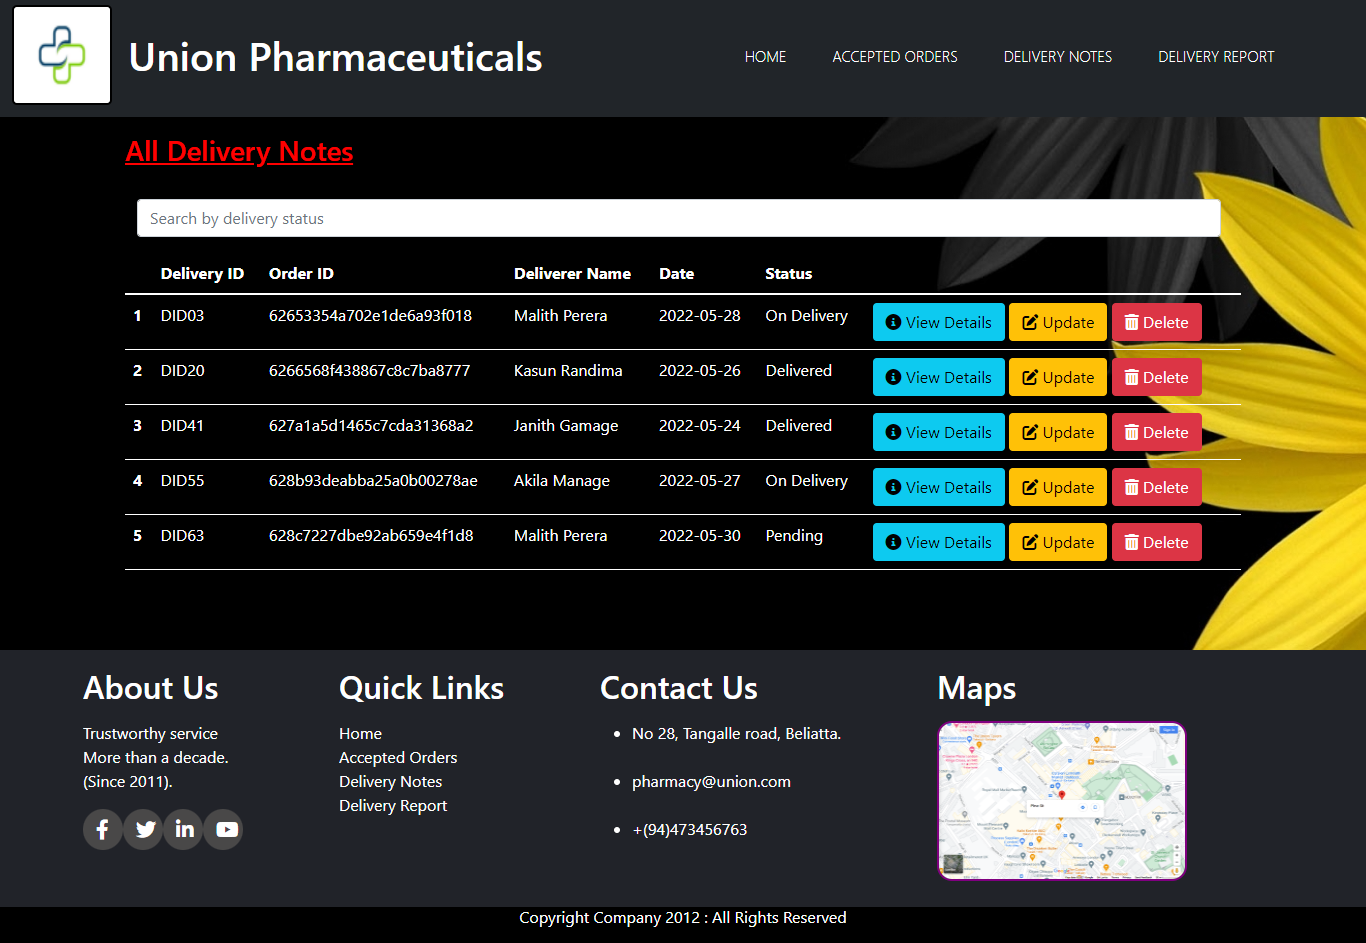 Union Pharmaceuticals
HOME ACCEPTED ORDERS DELIVERY NOTES DELIVERY REPORT
All Delivery Notes
Search by delivery status
Delivery ID Order ID Deliverer Name Date Status
1 DID03 62653354a702e1de6a93f018 Malith Perera 2022-05-28 On Delivery View Details Update Delete
2 DID20 6266568f438867c8c7ba8777 Kasun Randima 2022-05-26 Delivered View Details Update Delete
3 DID41 627a1a5d1465c7cda31368a2 Janith Gamage 2022-05-24 Delivered View Details Update Delete
4 DID55 628b93deabba25a0b00278ae Akila Manage 2022-05-27 On Delivery View Details Update Delete
5 DID63 628c7227dbe92ab659e4f1d8 Malith Perera 2022-05-30 Pending View Details Update Delete
About Us
Trustworthy service
More than a decade.
(Since 2011).
Quick Links
Home
Accepted Orders
Delivery Notes
Delivery Report
Contact Us
No 28, Tangalle road, Beliatta.
pharmacy@union.com
+(94)473456763
Maps
Sign in
Copyright Company 2012 : All Rights Reserved